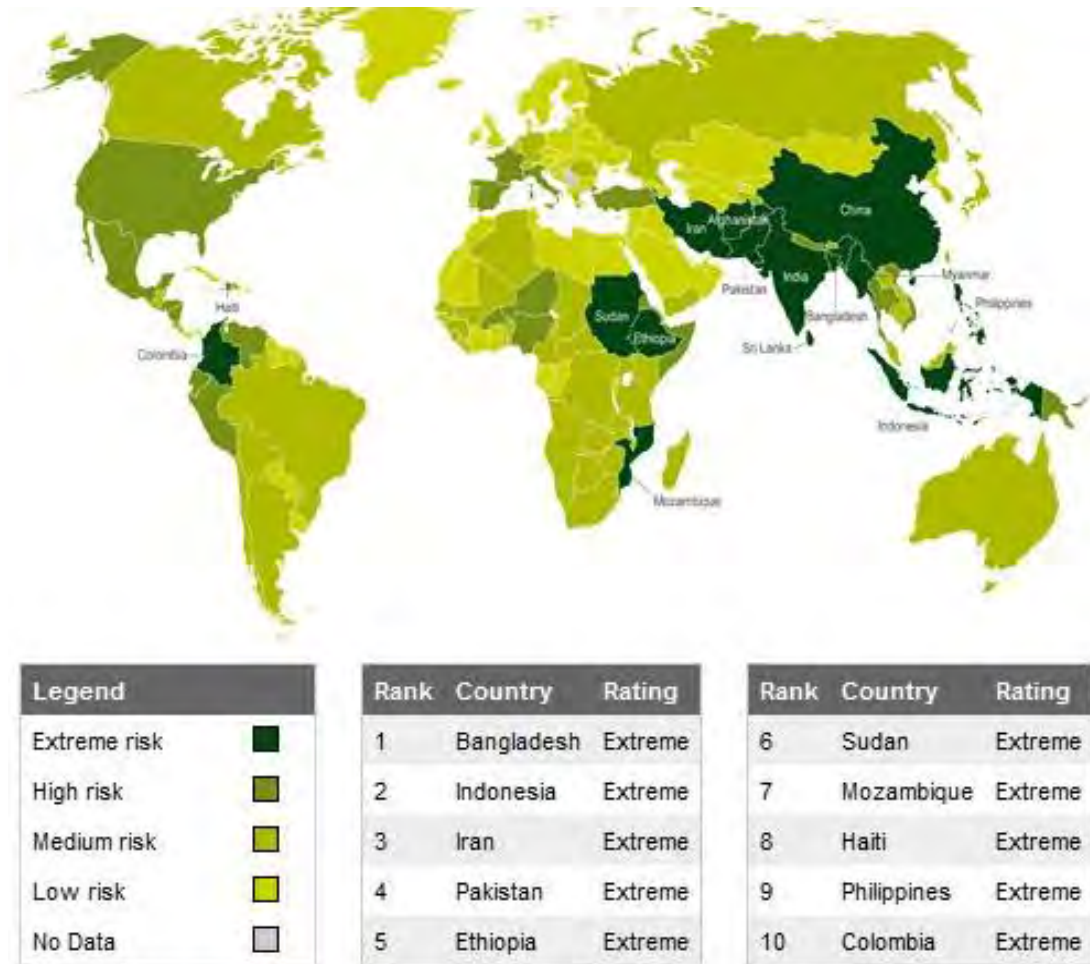 China
Afghanistan
Iran
Myanmar
India
Pakistan
Philippines
Haiti
Bangladesh
Sudan
Ethiopia
Sri Lanka
Colombia
Indonesia
Mozambique
Legend
Extreme risk
High risk
Medium risk
Low risk
No Data
Rank Country Rating
1 Bangladesh Extreme
2 Indonesia Extreme
3 Iran Extreme
4 Pakistan Extreme
5 Ethiopia Extreme
Rank Country Rating
6 Sudan Extreme
7 Mozambique Extreme
8 Haiti Extreme
9 Philippines Extreme
10 Colombia Extreme